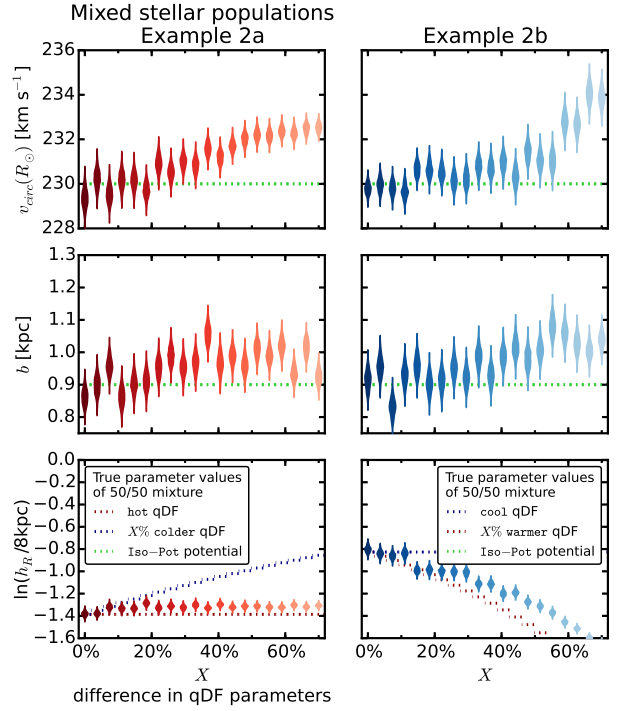 Mixed stellar populations
Example 2a
Example 2b
v_circ(R_⊙) [km s⁻¹]
236
234
232
230
228
b [kpc]
1.3
1.2
1.1
1.0
0.9
0.8
ln(h_R/8kpc)
0.0
−0.2
−0.4
−0.6
−0.8
−1.0
−1.2
−1.4
−1.6
True parameter values
of 50/50 mixture
hot qDF
X% colder qDF
Iso−Pot potential
True parameter values
of 50/50 mixture
cool qDF
X% warmer qDF
Iso−Pot potential
0% 20% 40% 60%
0% 20% 40% 60%
X
X
difference in qDF parameters